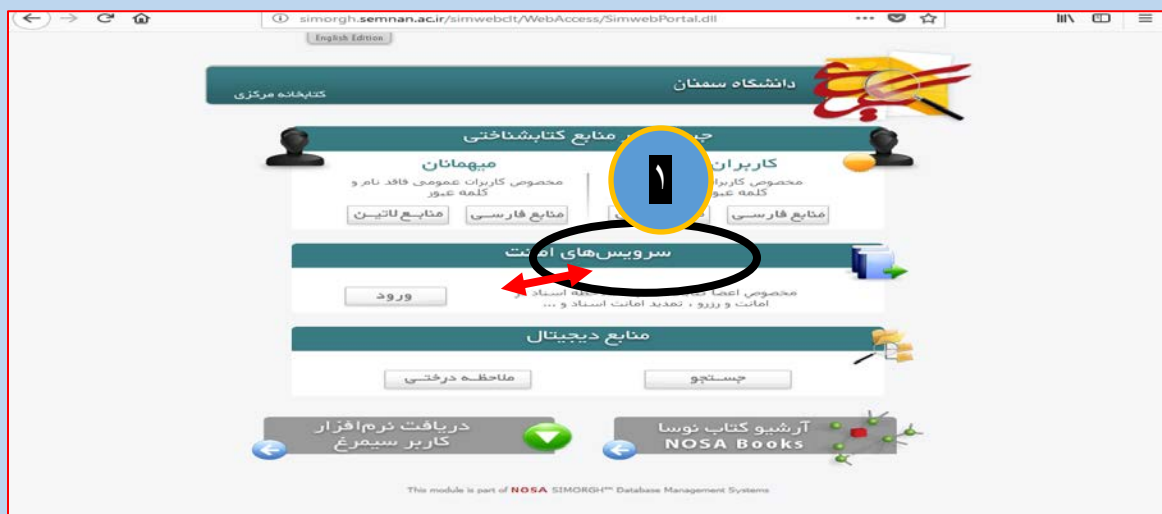 simorgh.semnan.ac.ir/simwebclt/WebAccess/SimwebPortal.dll
English Edition
دانشگاه سمنان
کتابخانه مرکزی
منابع کتابشناختی
کاربران
میهمانان
مخصوص کاربران عمومی فاقد نام و
کلمه عبور
مخصوص
کلمه
منابع فارسی
منابع فارسی
منابع لاتین
۱
سرویس‌های امانت
مخصوص اعضا
اسناد
امانت و رزرو ، تمدید امانت اسناد و ...
ورود
منابع دیجیتال
جستجو
ملاحظه درختی
آرشیو کتاب نوسا
NOSA Books
دریافت نرم‌افزار
کاربر سیمرغ
This module is part of NOSA SIMORGH™ Database Management Systems